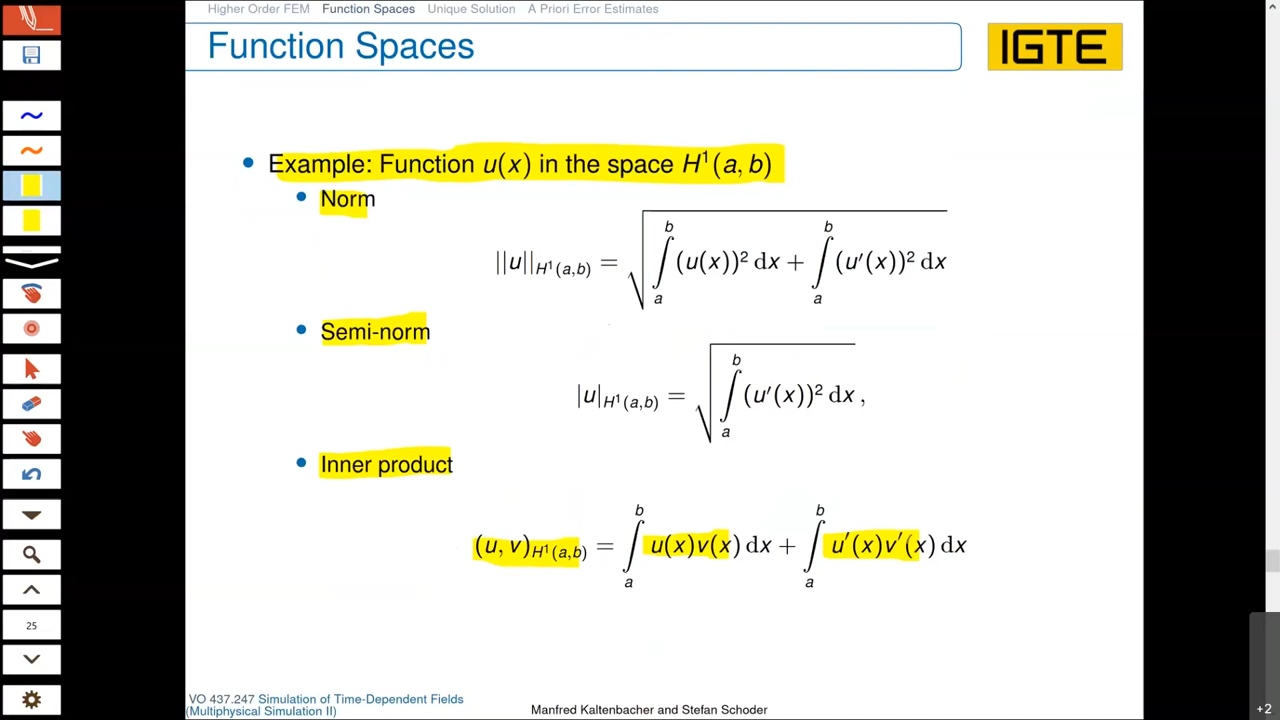 Higher Order FEM Function Spaces Unique Solution A Priori Error Estimates
Function Spaces
IGTE
• Example: Function u(x) in the space H¹(a, b)
• Norm
||u||_{H¹(a,b)} = √( ∫_a^b (u(x))² dx + ∫_a^b (u′(x))² dx )
• Semi-norm
|u|_{H¹(a,b)} = √( ∫_a^b (u′(x))² dx ) ,
• Inner product
(u, v)_{H¹(a,b)} = ∫_a^b u(x)v(x) dx + ∫_a^b u′(x)v′(x) dx
25
VO 437.247 Simulation of Time-Dependent Fields
(Multiphysical Simulation II)
Manfred Kaltenbacher and Stefan Schoder
+2